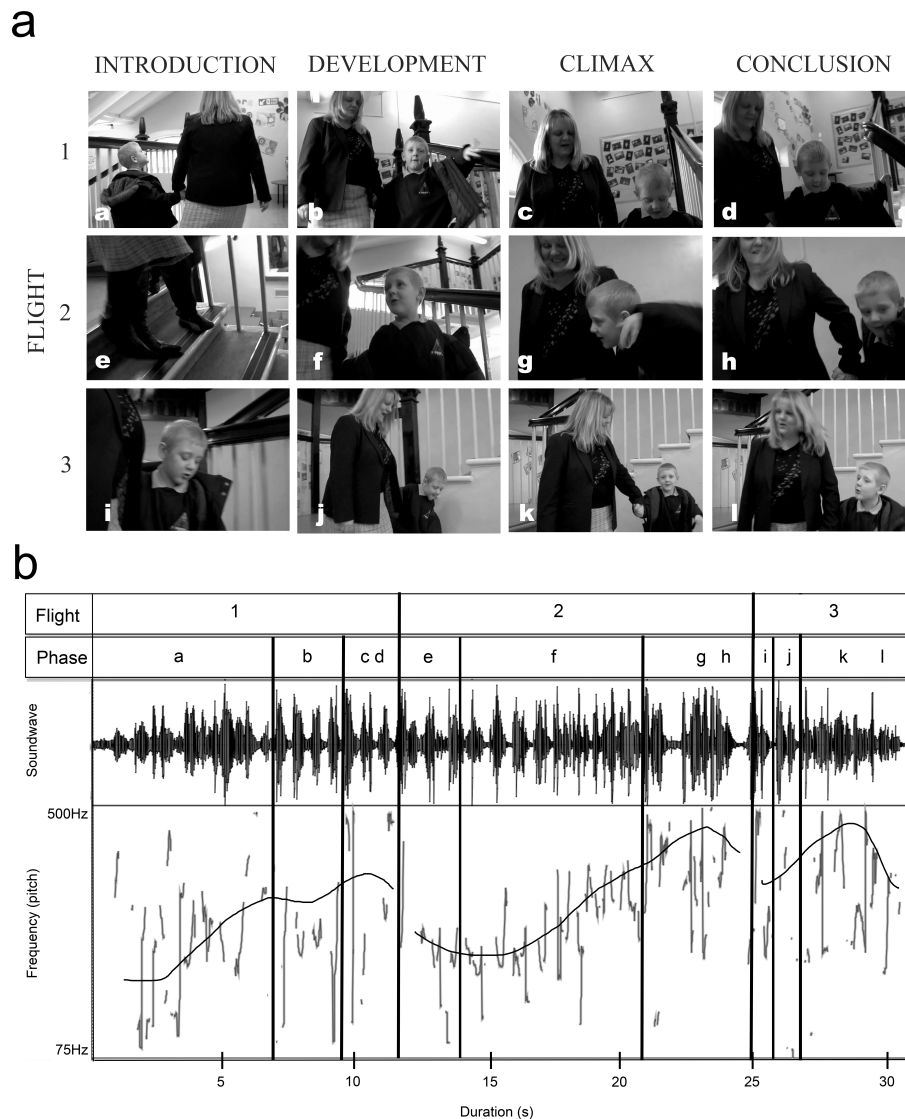 a
INTRODUCTION DEVELOPMENT CLIMAX CONCLUSION
FLIGHT
1
a b c d
2
e f g h
3
i j k l
b
Flight 1 2 3
Phase a b c d e f g h i j k l
Soundwave
500Hz
Frequency (pitch)
75Hz
5 10 15 20 25 30
Duration (s)